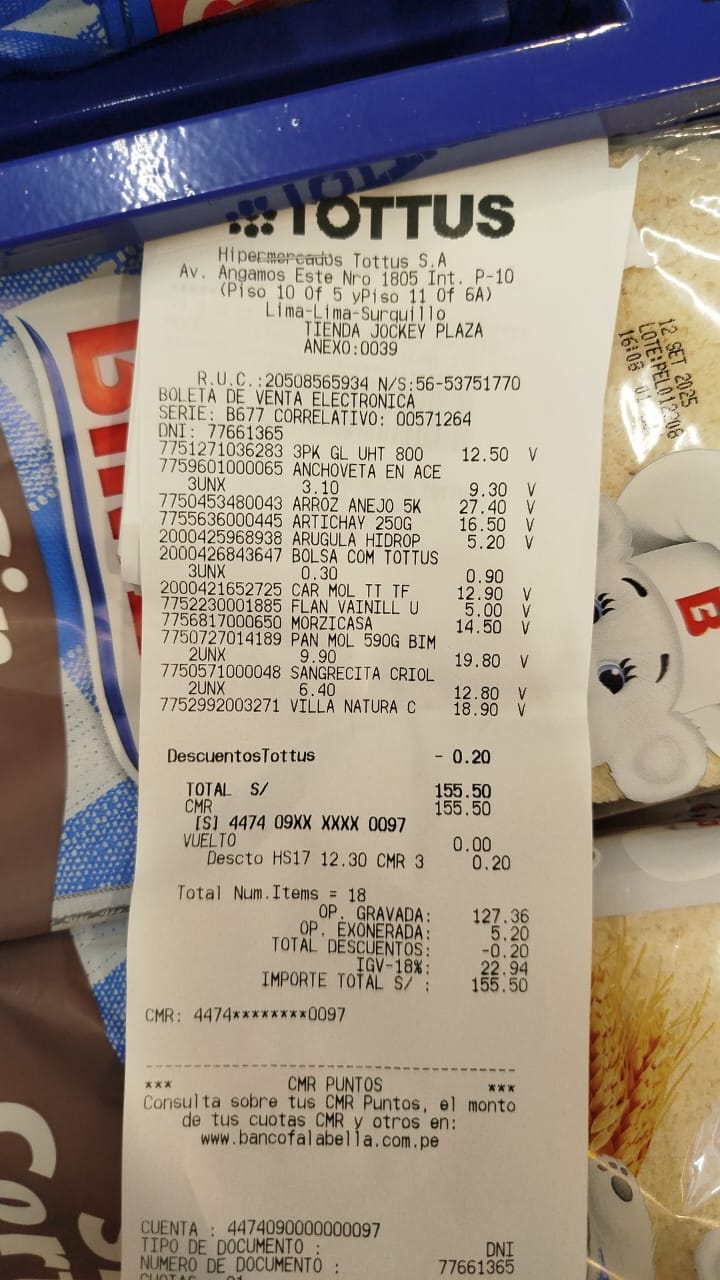 TOTTUS
Hipermercados Tottus S.A
Av. Angamos Este Nro 1805 Int. P-10
(Piso 10 Of 5 yPiso 11 Of 6A)
Lima-Lima-Surquillo
TIENDA JOCKEY PLAZA
ANEXO:0039
R.U.C.:20508565934 N/S:56-53751770
BOLETA DE VENTA ELECTRONICA
SERIE: B677 CORRELATIVO: 00571264
DNI: 77661365
7751271036283 3PK GL UHT 800 12.50 V
7759601000065 ANCHOVETA EN ACE
3UNX 3.10 9.30 V
7750453480043 ARROZ ANEJO 5K 27.40 V
7755636000445 ARTICHAY 250G 16.50 V
2000425968938 ARUGULA HIDROP 5.20 V
2000426843647 BOLSA COM TOTTUS
3UNX 0.30 0.90
2000421652725 CAR MOL TT TF 12.90 V
7752230001885 FLAN VAINILL U 5.00 V
7756817000650 MORZICASA 14.50 V
7750727014189 PAN MOL 590G BIM
2UNX 9.90 19.80 V
7750571000048 SANGRECITA CRIOL
2UNX 6.40 12.80 V
7752992003271 VILLA NATURA C 18.90 V
DescuentosTottus - 0.20
TOTAL S/ 155.50
CMR 155.50
[S] 4474 09XX XXXX 0097
VUELTO 0.00
Descto HS17 12.30 CMR 3 0.20
Total Num.Items = 18
OP. GRAVADA: 127.36
OP. EXONERADA: 5.20
TOTAL DESCUENTOS: -0.20
IGV-18%: 22.94
IMPORTE TOTAL S/ : 155.50
CMR: 4474********0097
*** CMR PUNTOS ***
Consulta sobre tus CMR Puntos, el monto
de tus cuotas CMR y otros en:
www.bancofalabella.com.pe
CUENTA : 4474090000000097
TIPO DE DOCUMENTO : DNI
NUMERO DE DOCUMENTO : 77661365
CUOTAS : 01
12 SET 2025
16:08
B